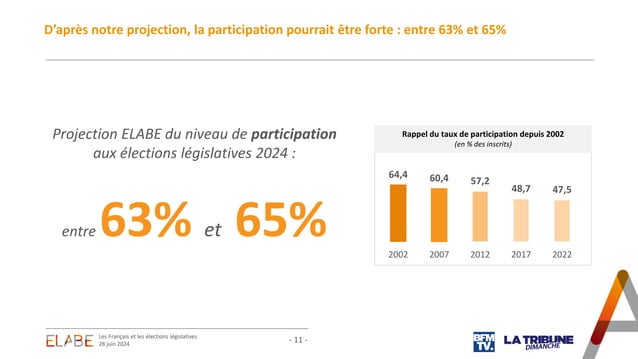 D’après notre projection, la participation pourrait être forte : entre 63% et 65%
Projection ELABE du niveau de participation
aux élections législatives 2024 :
entre 63% et 65%
Rappel du taux de participation depuis 2002
(en % des inscrits)
64,4 60,4 57,2 48,7 47,5
2002 2007 2012 2017 2022
ELABE
Les Français et les élections législatives
28 juin 2024
- 11 -
BFM
TV.
LA TRIBUNE
DIMANCHE